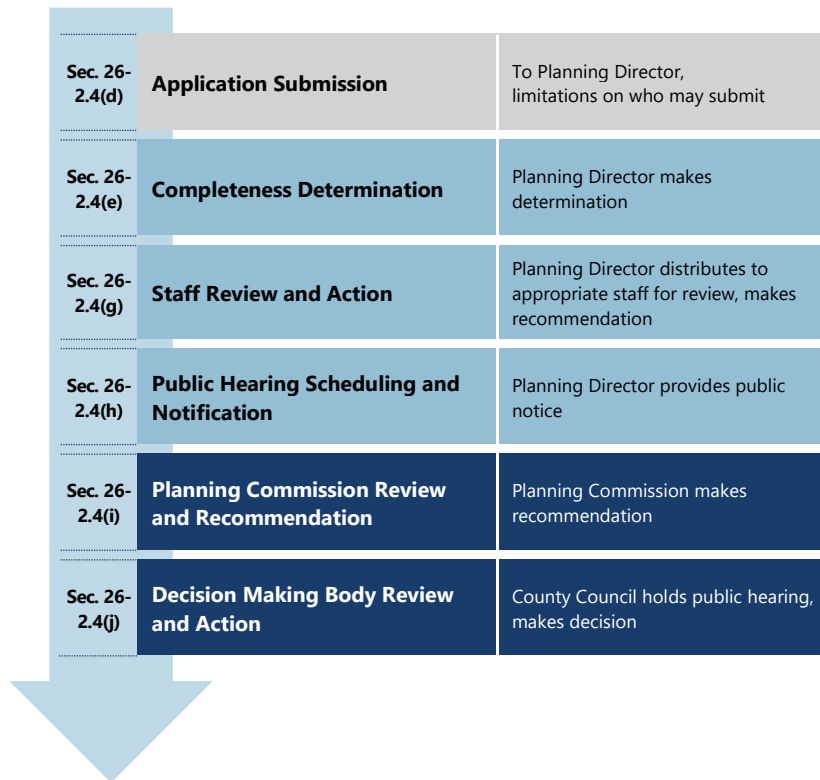 Sec. 26-
2.4(d)
Application Submission
To Planning Director,
limitations on who may submit
Sec. 26-
2.4(e)
Completeness Determination
Planning Director makes
determination
Sec. 26-
2.4(g)
Staff Review and Action
Planning Director distributes to
appropriate staff for review, makes
recommendation
Sec. 26-
2.4(h)
Public Hearing Scheduling and
Notification
Planning Director provides public
notice
Sec. 26-
2.4(i)
Planning Commission Review
and Recommendation
Planning Commission makes
recommendation
Sec. 26-
2.4(j)
Decision Making Body Review
and Action
County Council holds public hearing,
makes decision